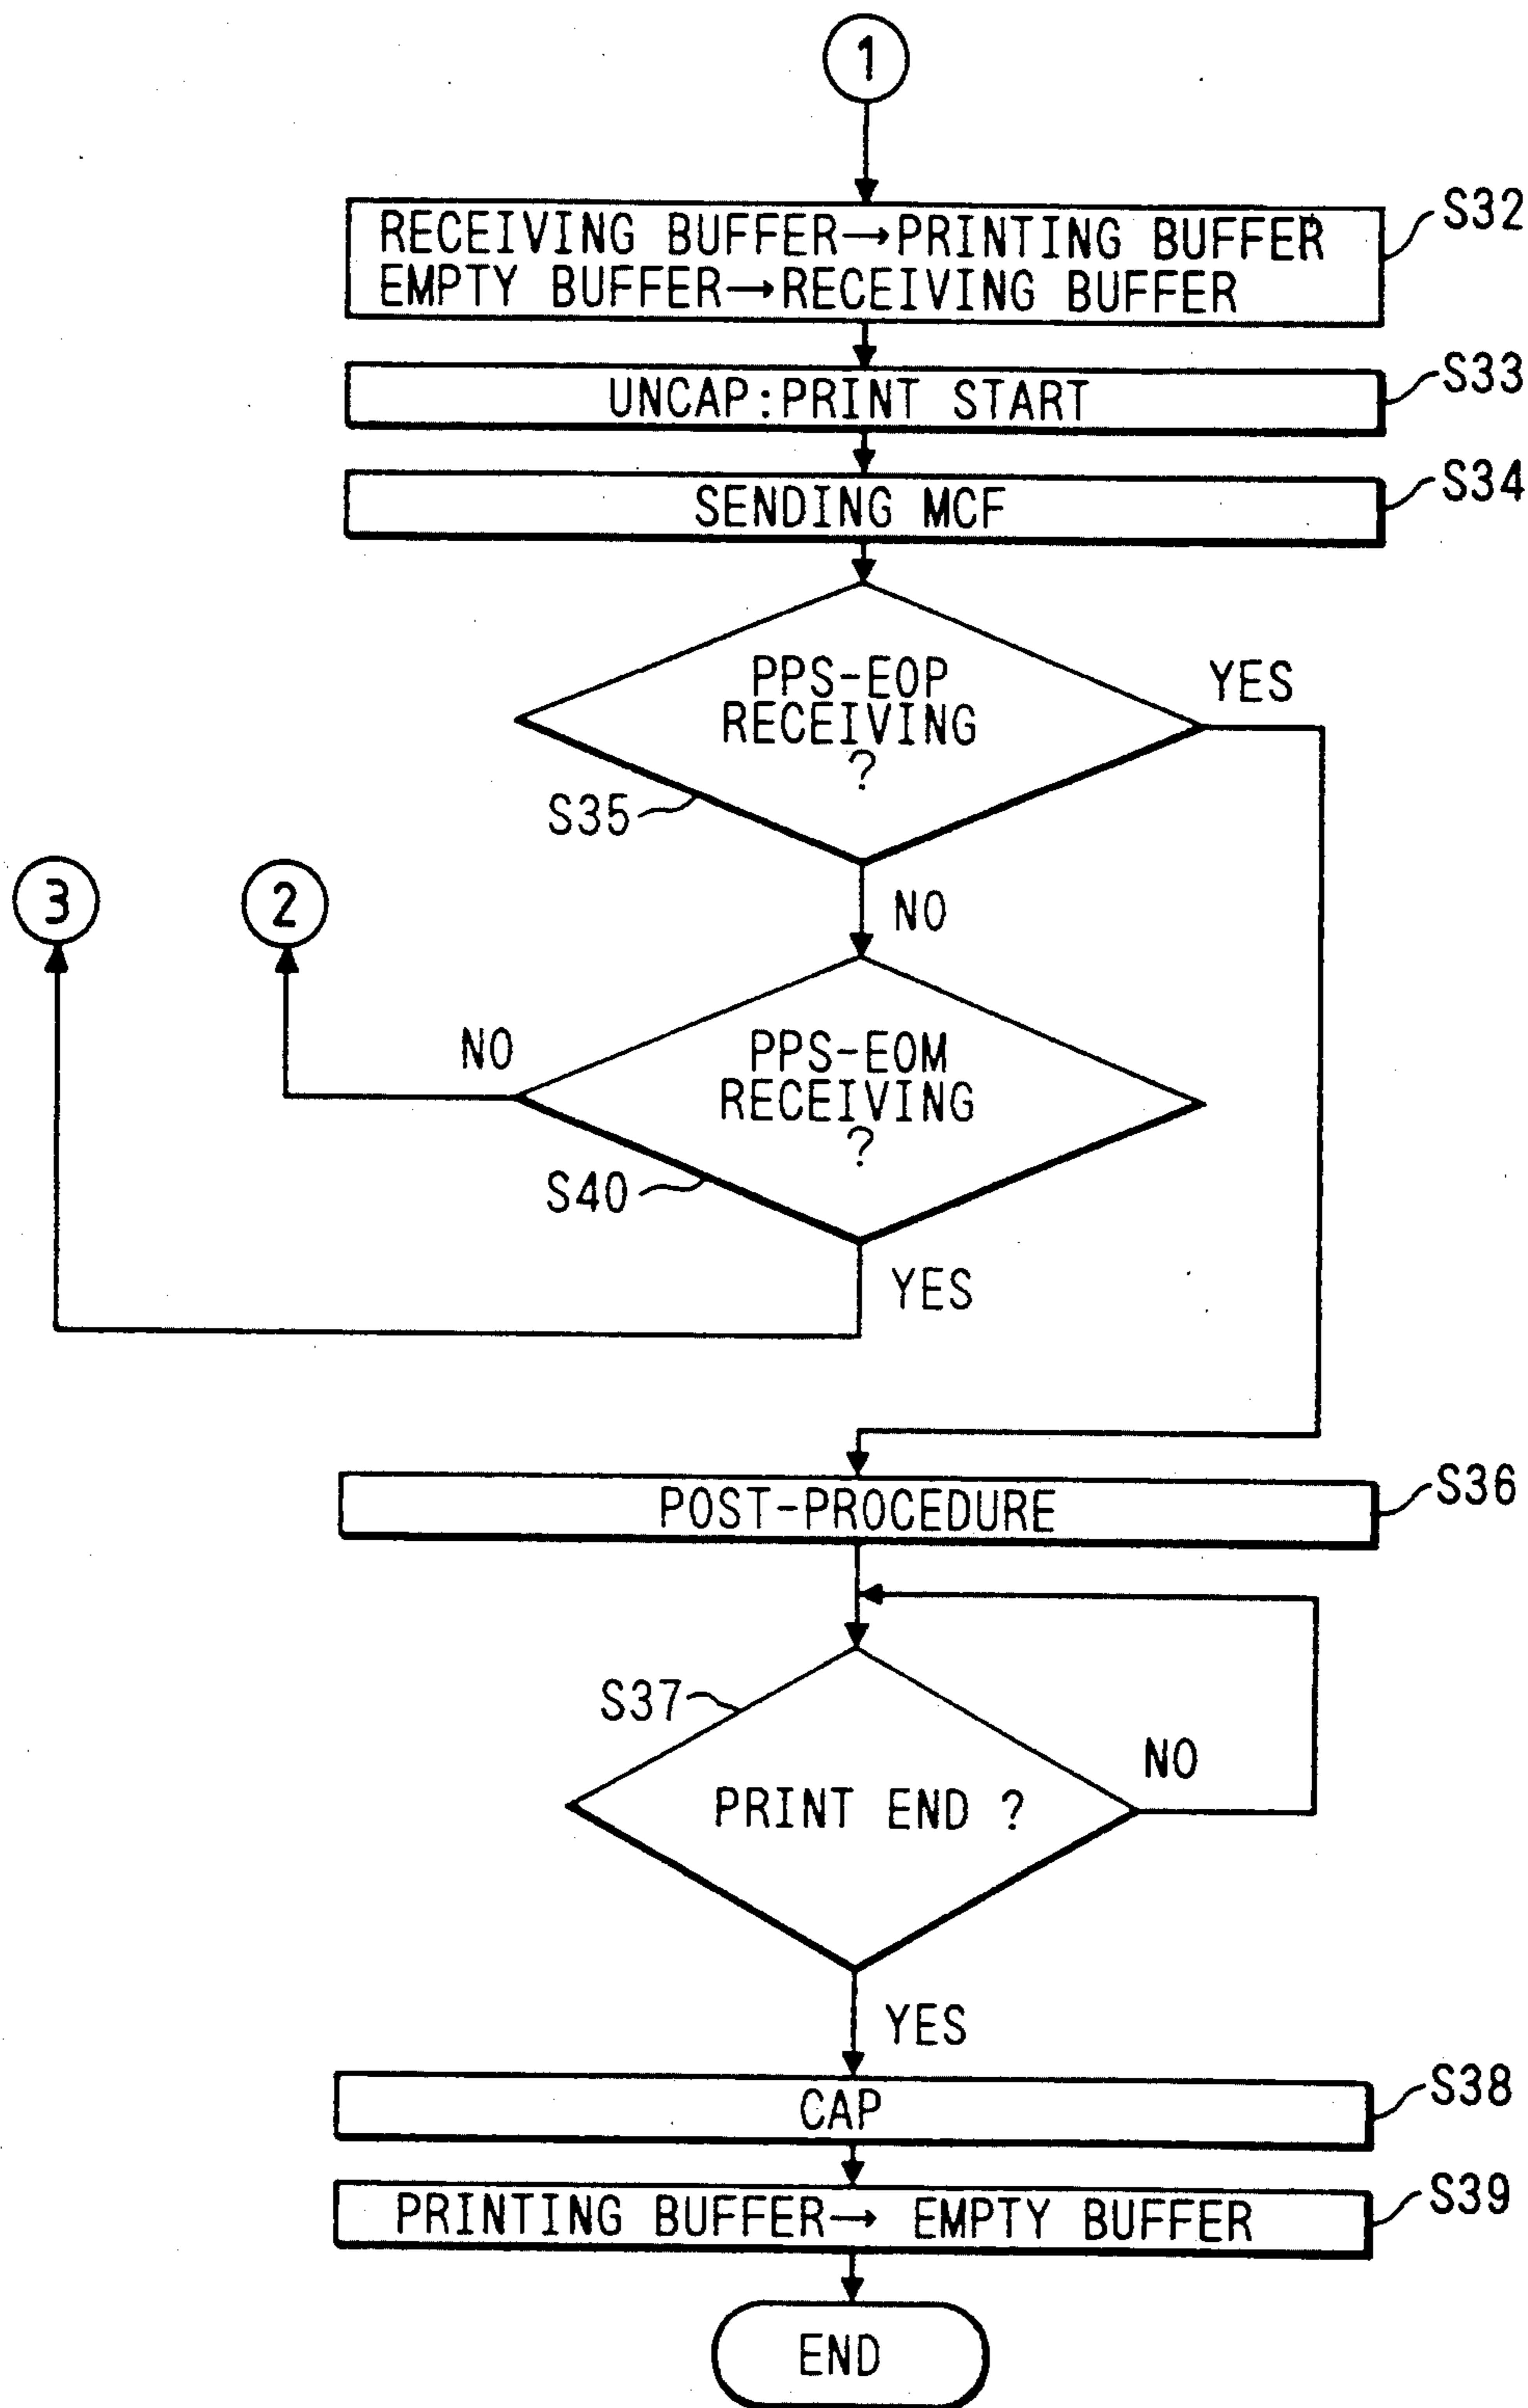 1
RECEIVING BUFFER→PRINTING BUFFER
EMPTY BUFFER→RECEIVING BUFFER
S32
UNCAP:PRINT START
S33
SENDING MCF
S34
PPS-EOP
RECEIVING
?
YES
S35
NO
3
2
PPS-EOM
RECEIVING
?
NO
S40
YES
POST-PROCEDURE
S36
S37
PRINT END ?
NO
YES
CAP
S38
PRINTING BUFFER→ EMPTY BUFFER
S39
END